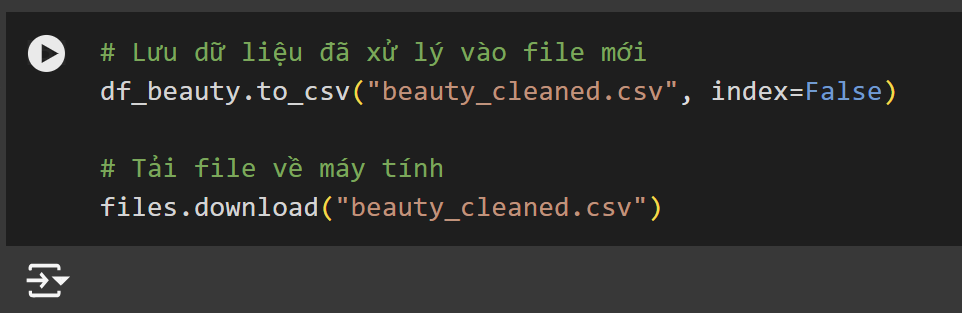 # Lưu dữ liệu đã xử lý vào file mới
df_beauty.to_csv("beauty_cleaned.csv", index=False)
# Tải file về máy tính
files.download("beauty_cleaned.csv")